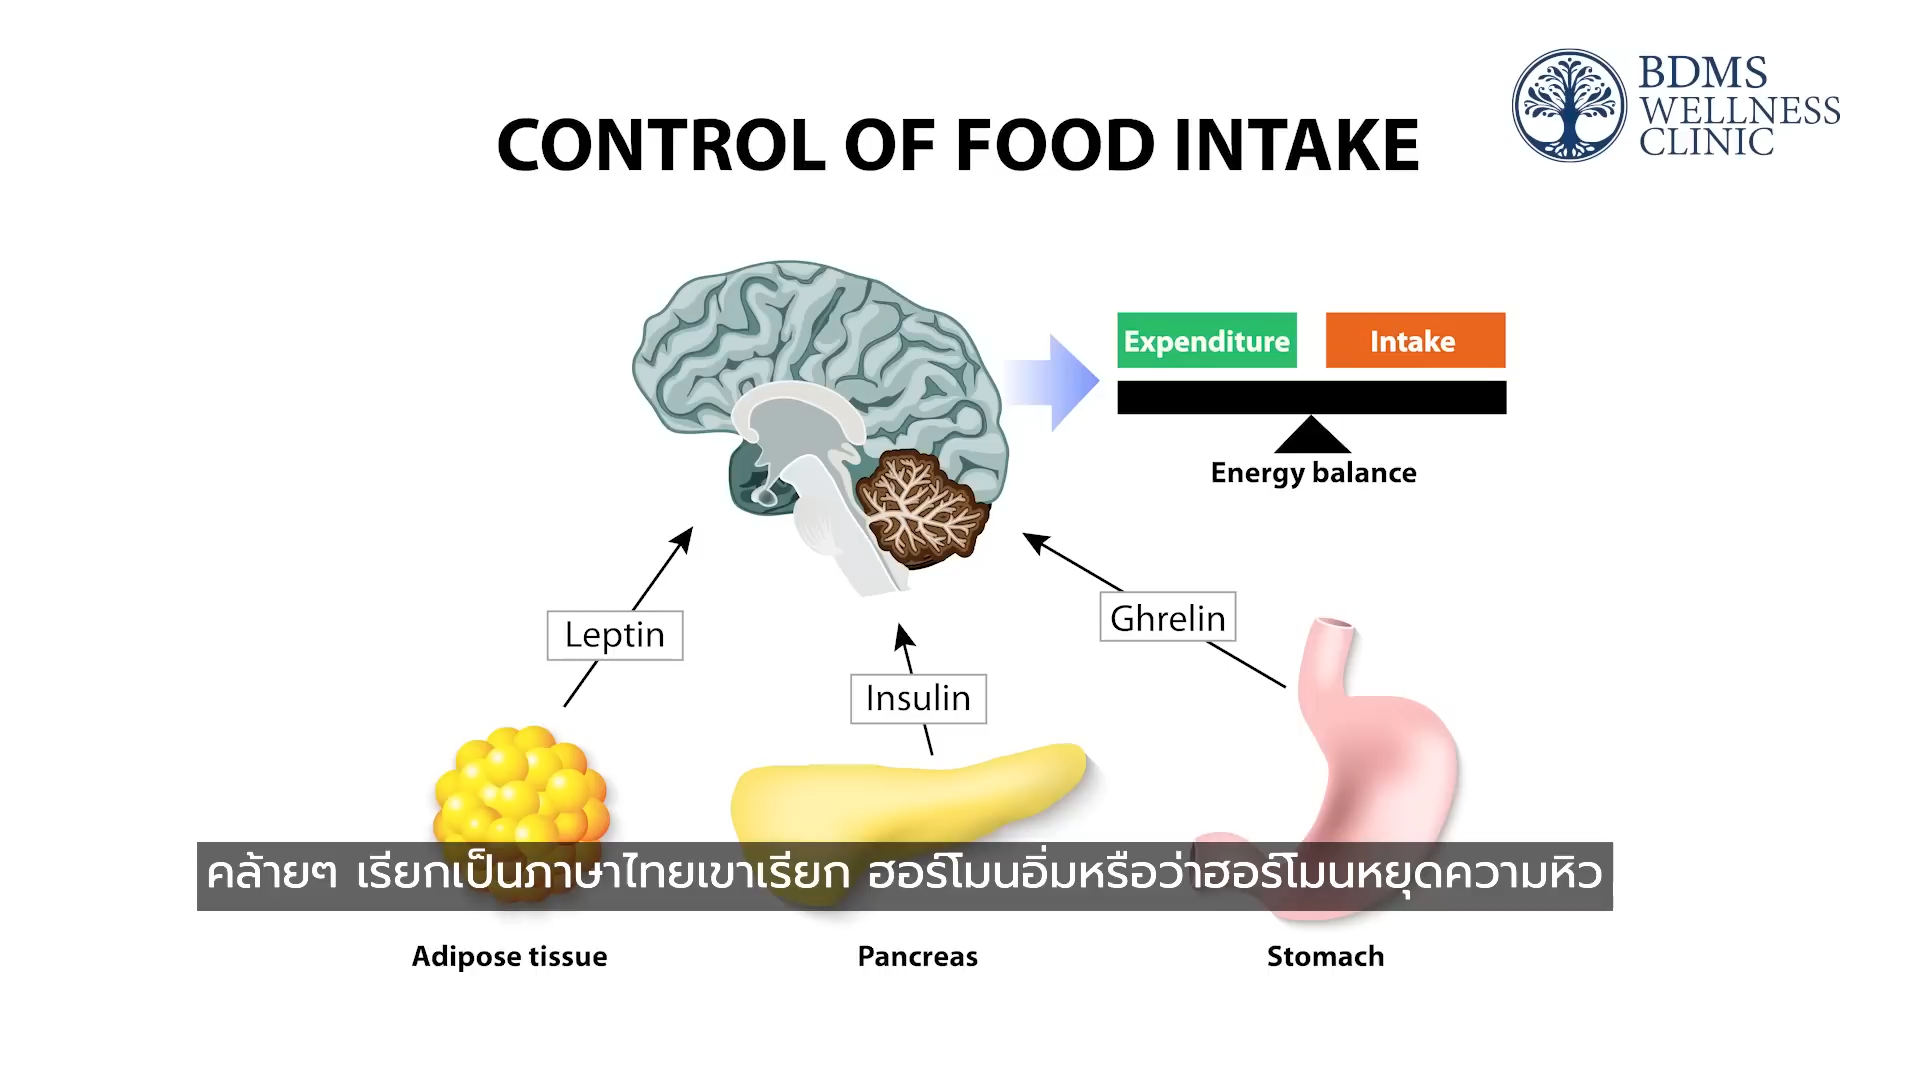 BDMS
WELLNESS
CLINIC
CONTROL OF FOOD INTAKE
Expenditure
Intake
Energy balance
Leptin
Insulin
Ghrelin
คล้ายๆ เรียกเป็นภาษาไทยเขาเรียก ฮอร์โมนอิ่มหรือว่าฮอร์โมนหยุดความหิว
Adipose tissue
Pancreas
Stomach